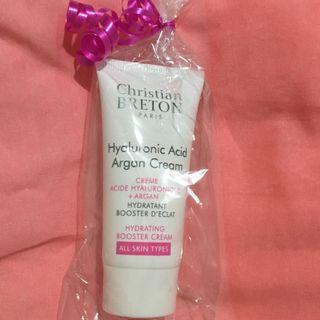 Christian
BRETON
PARIS
Hyaluronic Acid
Argan Cream
CRÈME
ACIDE HYALURONIQUE
+ ARGAN
HYDRATANT
BOOSTER D'ECLAT
HYDRATING
BOOSTER CREAM
ALL SKIN TYPES